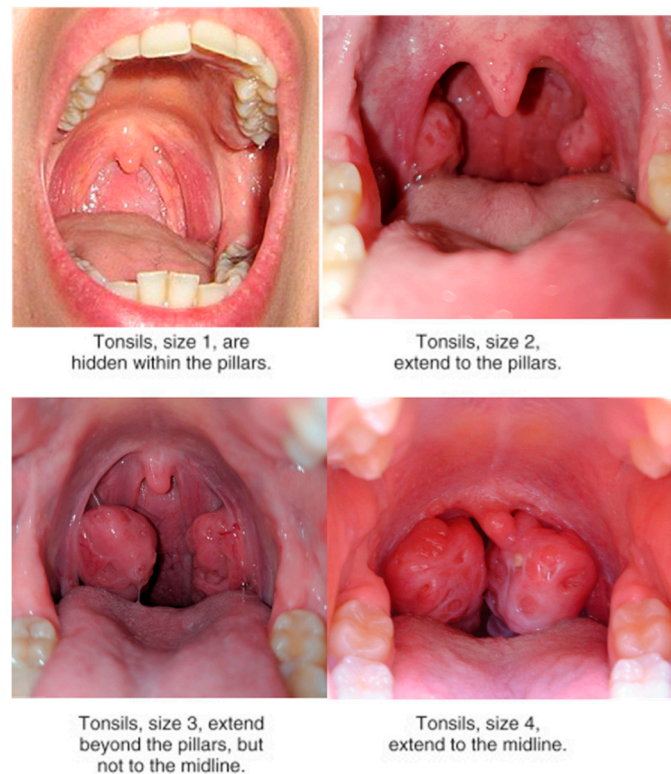 Tonsils, size 1, are
hidden within the pillars.
Tonsils, size 2,
extend to the pillars.
Tonsils, size 3, extend
beyond the pillars, but
not to the midline.
Tonsils, size 4,
extend to the midline.